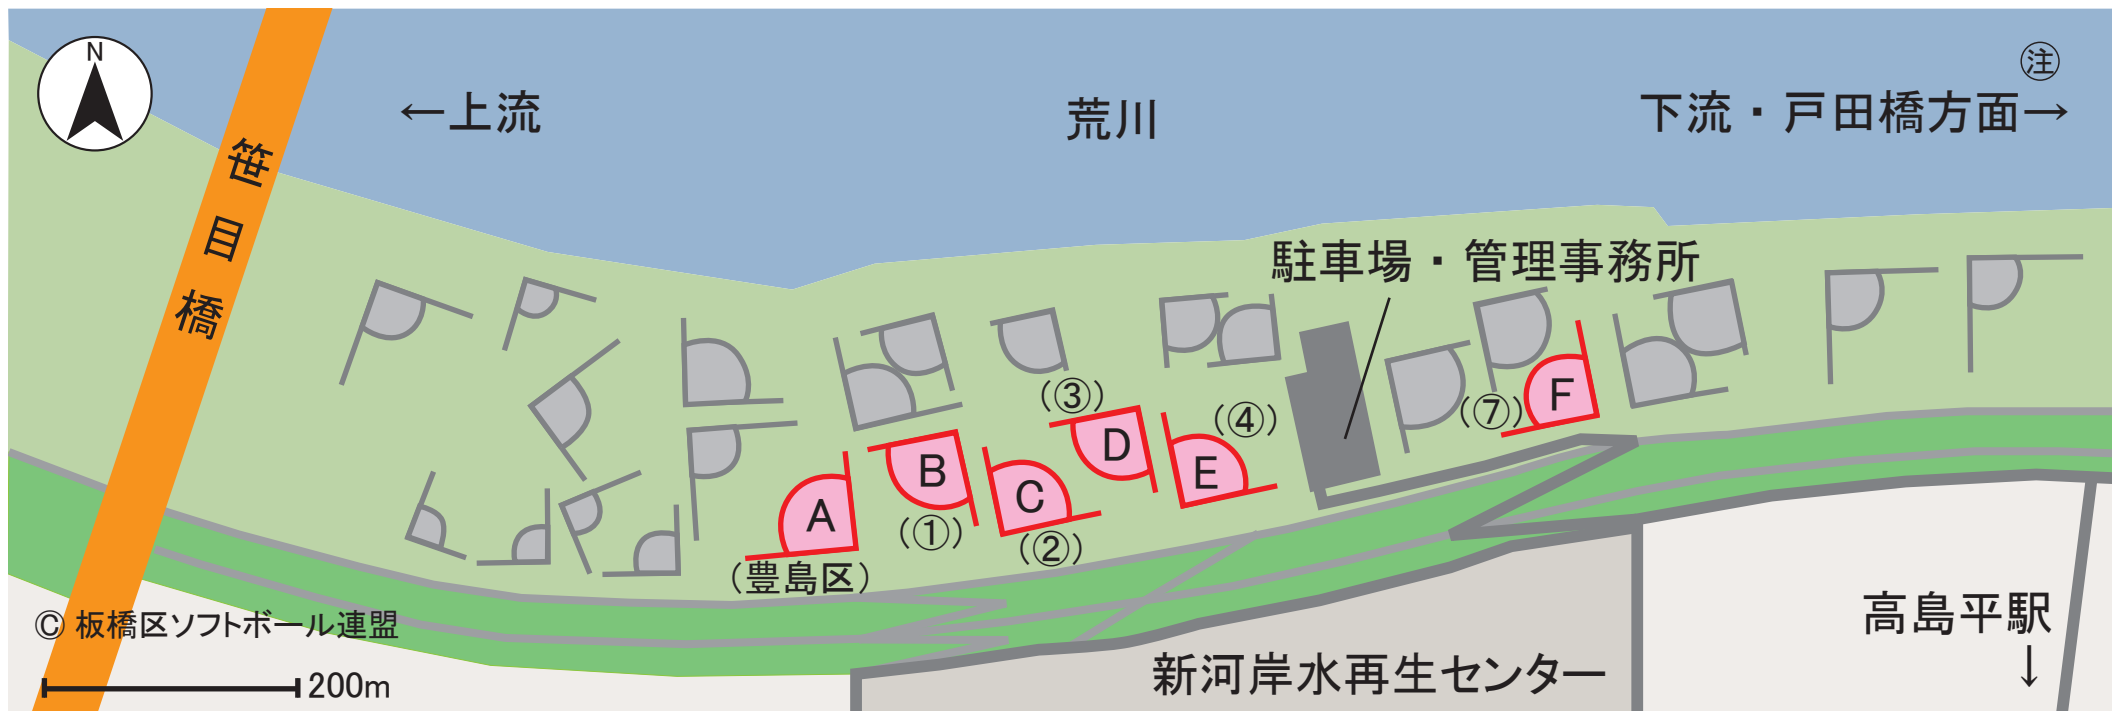 N
注
←上流
荒川
下流・戸田橋方面→
笹目橋
駐車場・管理事務所
(③)
(④)
(⑦)
F
D
B
E
C
A
(①)
(②)
(豊島区)
© 板橋区ソフトボール連盟
高島平駅
↓
新河岸水再生センター
200m